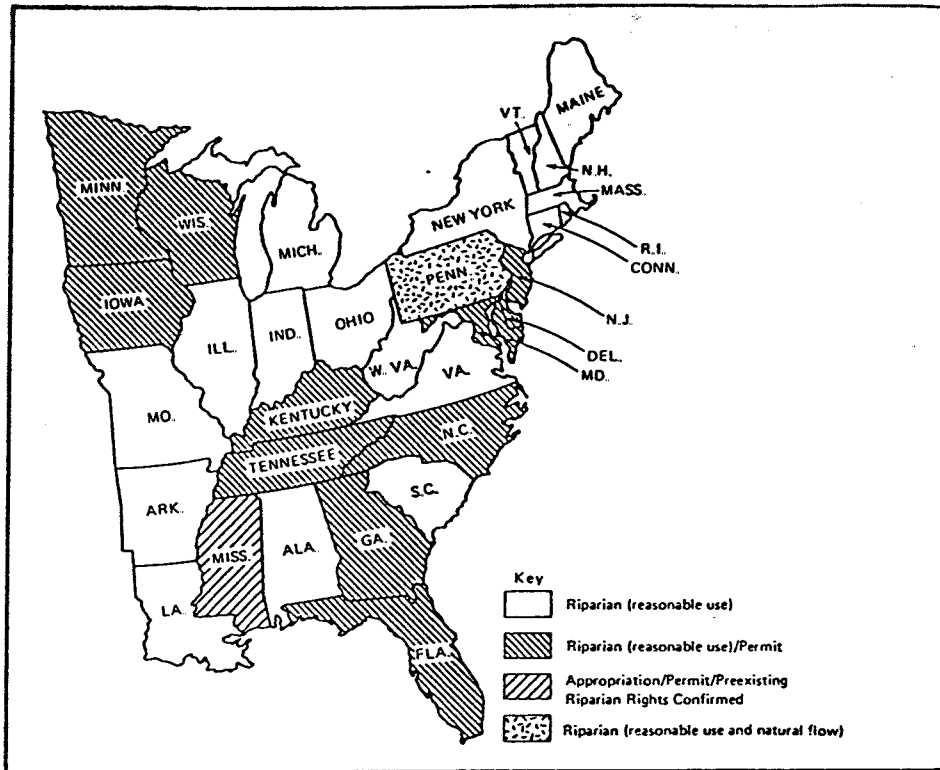 MAINE
VT.
N.H.
MASS.
NEW YORK
R.I.
CONN.
MINN.
WIS.
MICH.
PENN.
IOWA
N.J.
OHIO
IND.
ILL.
DEL.
MD.
W. VA.
VA.
MO.
KENTUCKY
N.C.
TENNESSEE
S.C.
ARK.
GA.
MISS.
ALA.
LA.
FLA.
Key
Riparian (reasonable use)
Riparian (reasonable use)/Permit
Appropriation/Permit/Preexisting
Riparian Rights Confirmed
Riparian (reasonable use and natural flow)